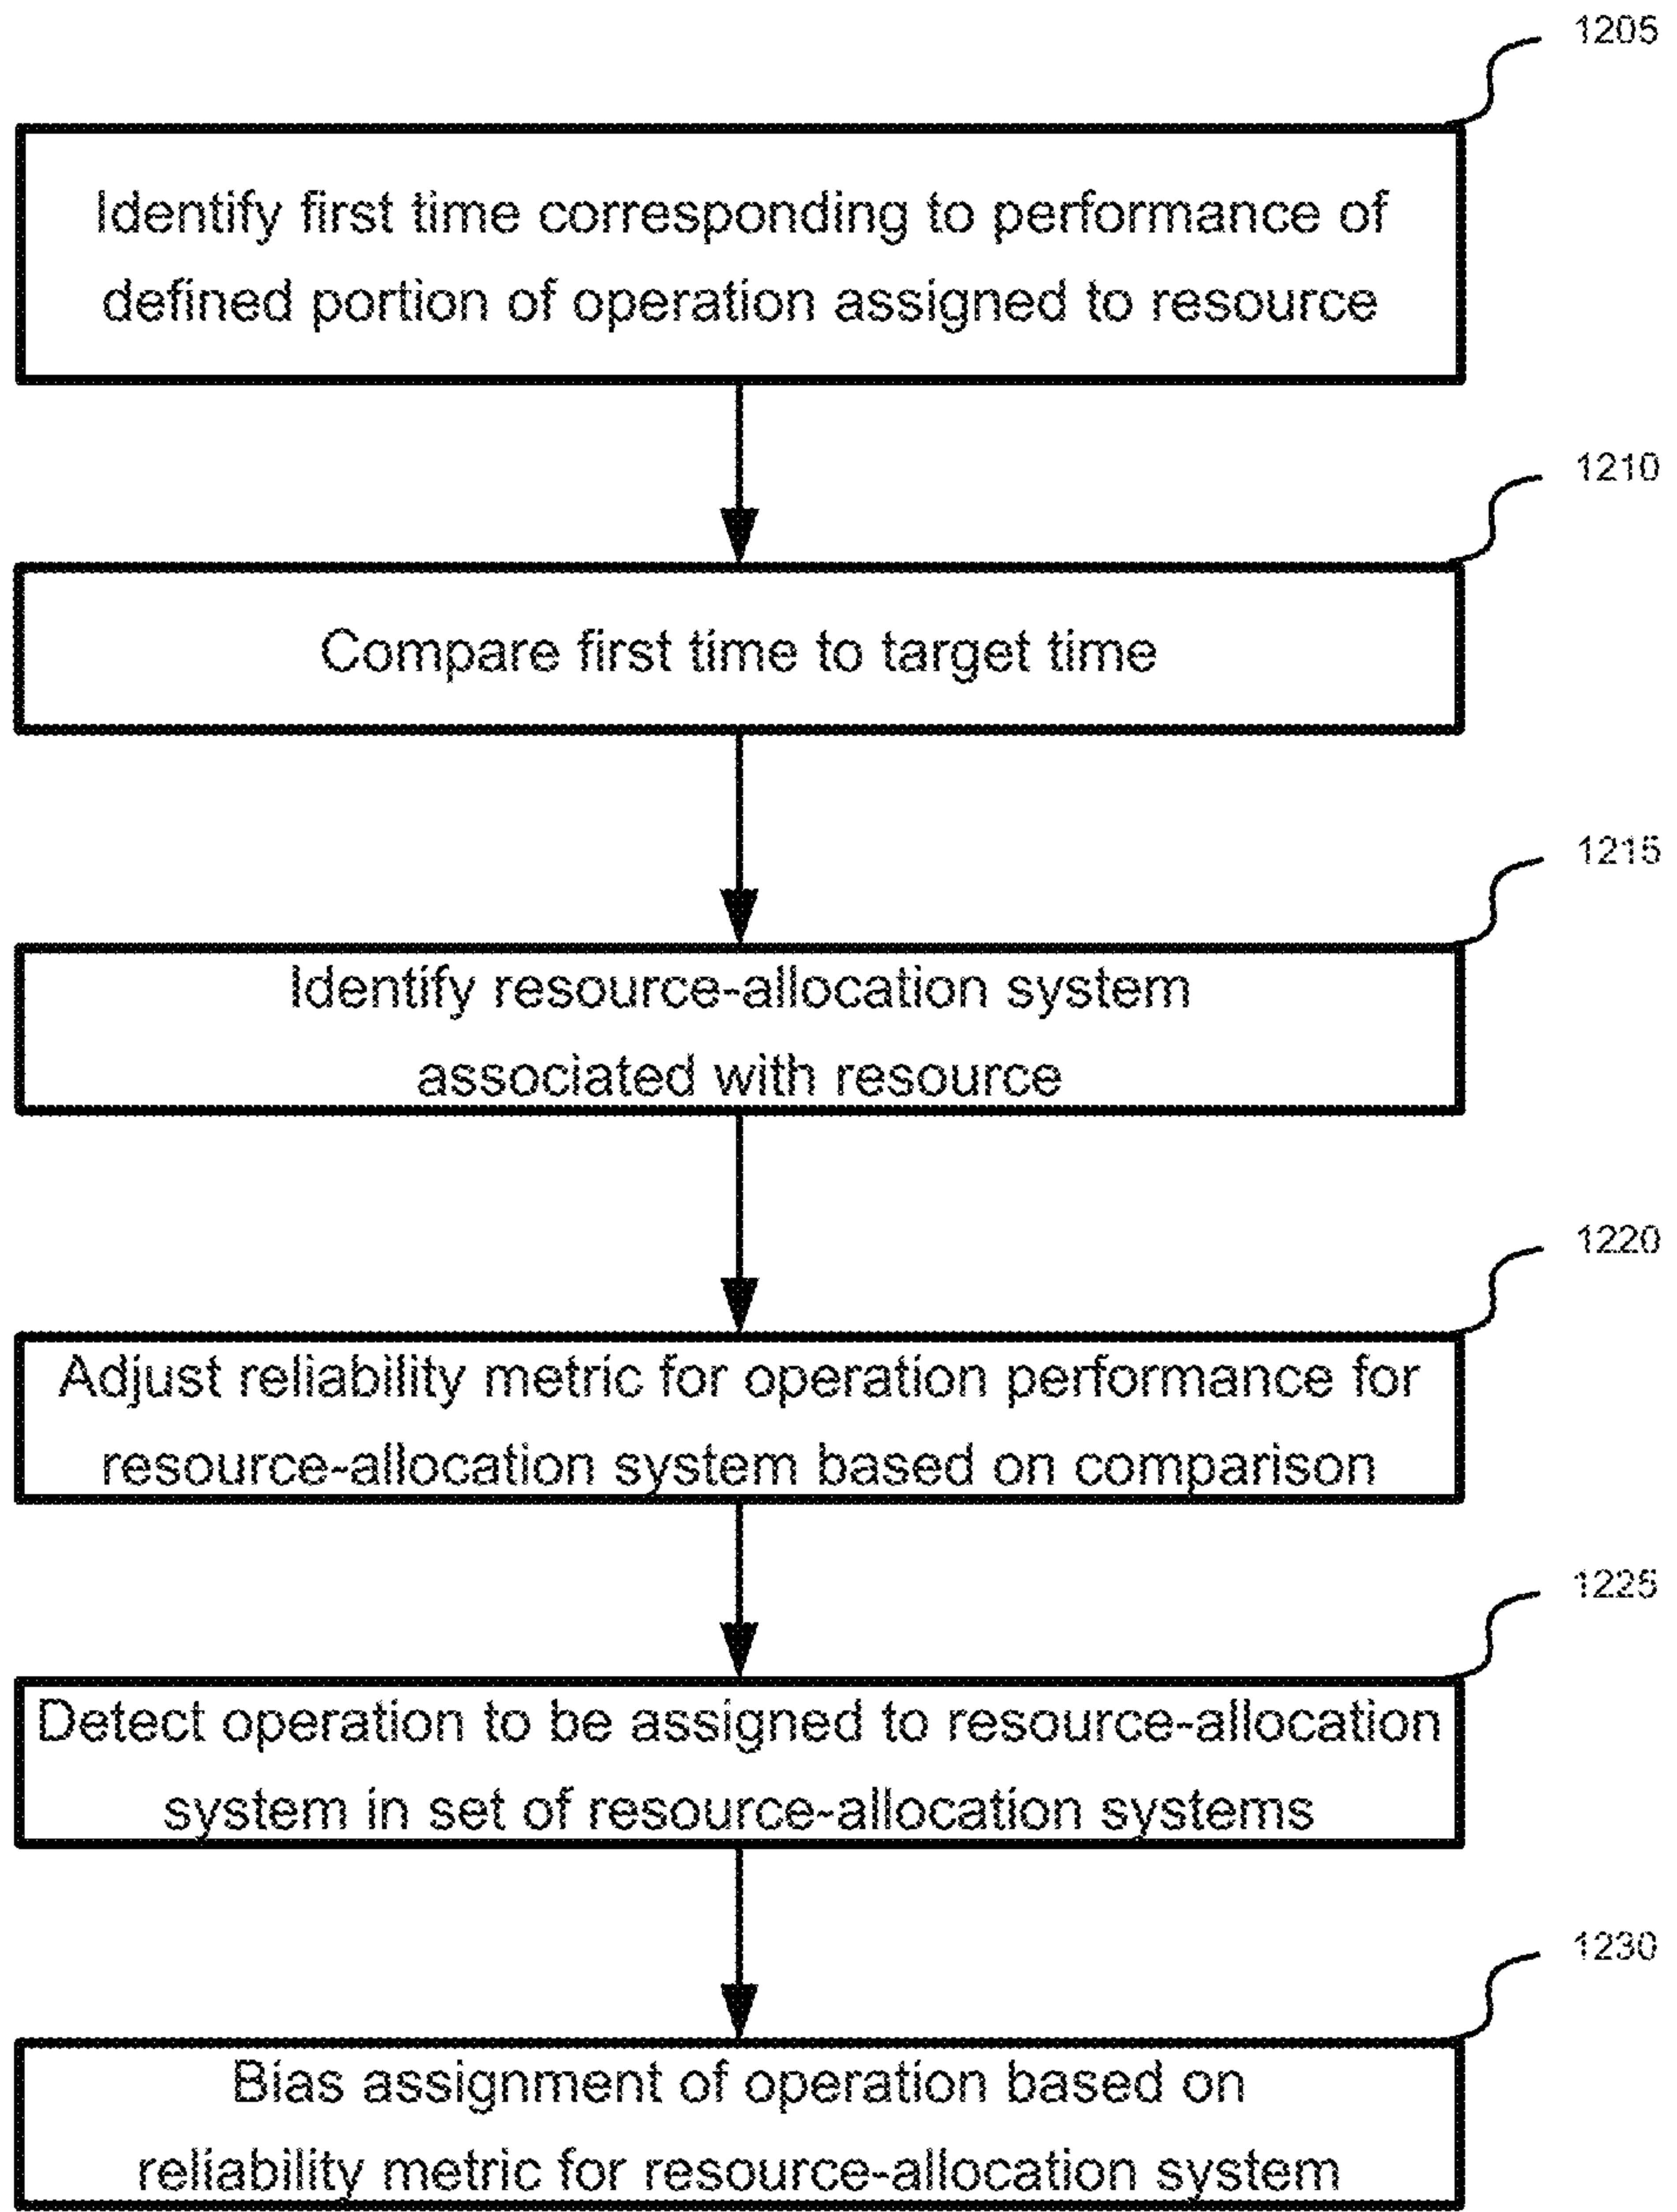 1205
Identify first time corresponding to performance of
defined portion of operation assigned to resource
1210
Compare first time to target time
1215
Identify resource-allocation system
associated with resource
1220
Adjust reliability metric for operation performance for
resource-allocation system based on comparison
1225
Detect operation to be assigned to resource-allocation
system in set of resource-allocation systems
1230
Bias assignment of operation based on
reliability metric for resource-allocation system